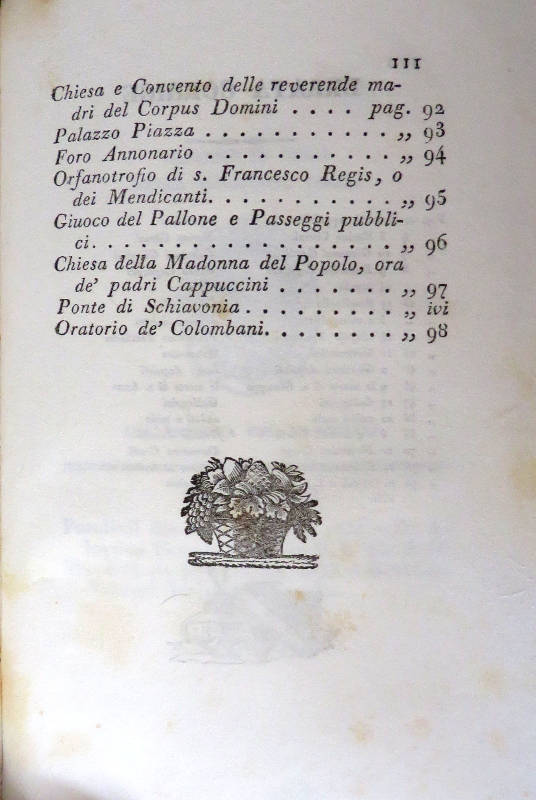 111
Chiesa e Convento delle reverende ma-
dri del Corpus Domini . . . . pag. 92
Palazzo Piazza . . . . . . . . . . . ,, 93
Foro Annonario . . . . . . . . . . . ,, 94
Orfanotrofio di s. Francesco Regis, o
dei Mendicanti. . . . . . . . . . . ,, 95
Giuoco del Pallone e Passeggi pubbli-
ci. . . . . . . . . . . . . . . . . ,, 96
Chiesa della Madonna del Popolo, ora
de' padri Cappuccini . . . . . . . ,, 97
Ponte di Schiavonia . . . . . . . . . ,, ivi
Oratorio de' Colombani. . . . . . . . ,, 98